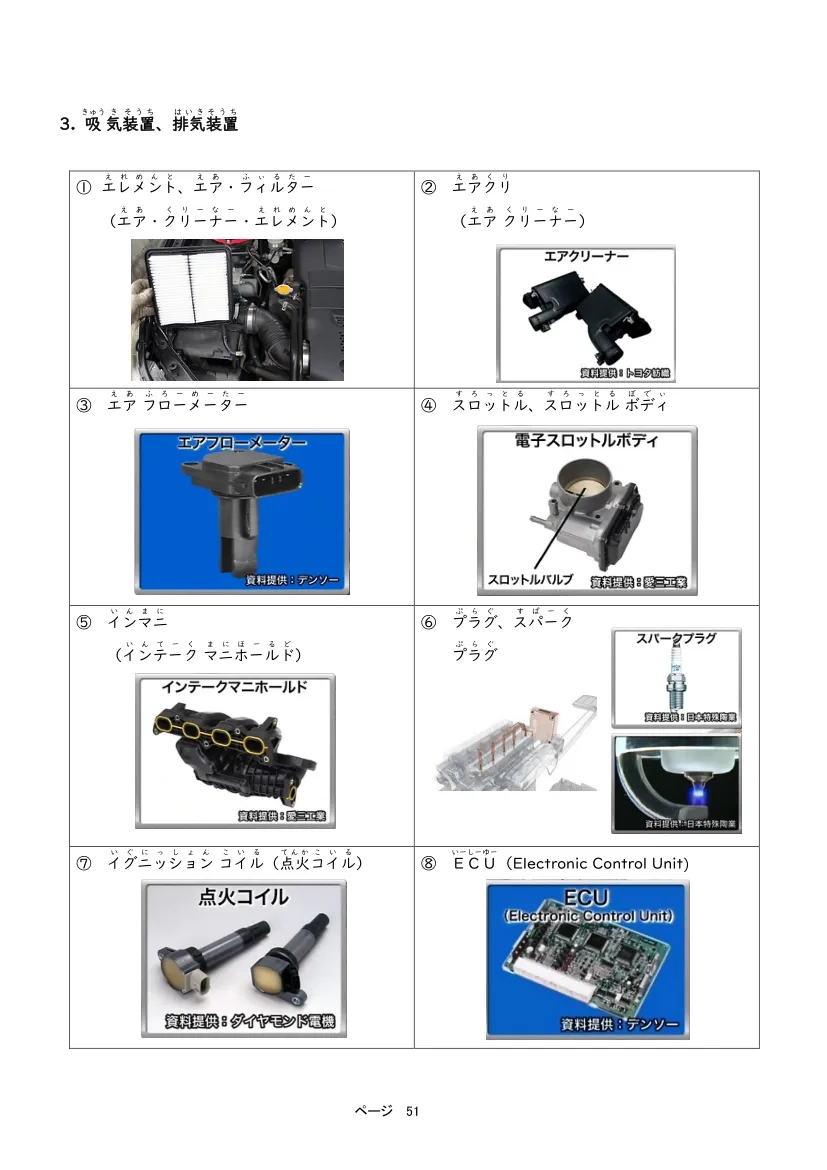 きゅう き そうち　はいきそうち
3. 吸 気装置、排気装置
えれめんと　えあ　ふぃるたー
① エレメント、エア・フィルター
えあ　くりーなー　えれめんと
（エア・クリーナー・エレメント）
えあくり
② エアクリ
えあ くりーなー
（エア クリーナー）
エアクリーナー
資料提供：トヨタ紡織
えあ ふろーめーたー
③ エア フローメーター
エアフローメーター
資料提供：デンソー
すろっとる　すろっとる ぼでぃ
④ スロットル、スロットル ボディ
電子スロットルボディ
スロットルバルブ
資料提供：愛三工業
いんまに
⑤ インマニ
いんてーく まにほーるど
（インテーク マニホールド）
インテークマニホールド
資料提供：愛三工業
ぷらぐ　すぱーく
⑥ プラグ、スパーク
ぷらぐ
プラグ
スパークプラグ
資料提供：日本特殊陶業
資料提供：日本特殊陶業
いぐにっしょん こいる　てんかこいる
⑦ イグニッション コイル（点火コイル）
点火コイル
資料提供：ダイヤモンド電機
いーしーゆー
⑧ ＥＣＵ（Electronic Control Unit)
ECU
(Electronic Control Unit)
資料提供：デンソー
ページ　51